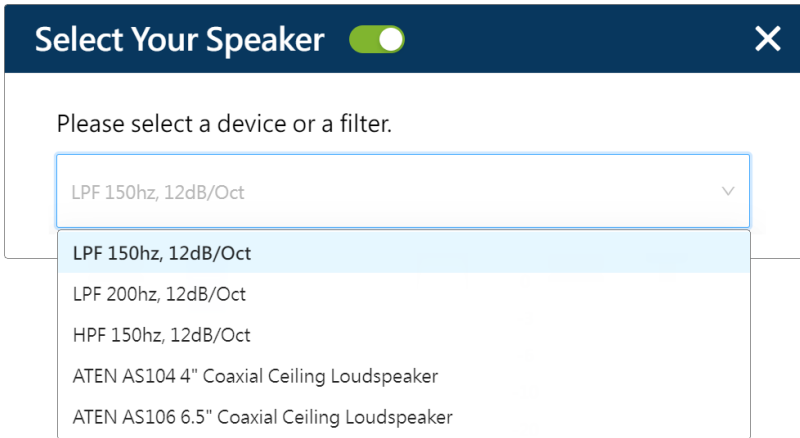 Select Your Speaker
Please select a device or a filter.
LPF 150hz, 12dB/Oct
LPF 150hz, 12dB/Oct
LPF 200hz, 12dB/Oct
HPF 150hz, 12dB/Oct
ATEN AS104 4" Coaxial Ceiling Loudspeaker
ATEN AS106 6.5" Coaxial Ceiling Loudspeaker